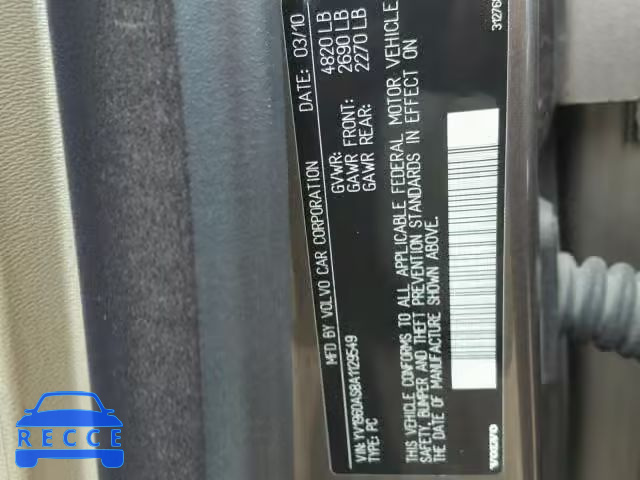 MFD BY VOLVO CAR CORPORATION DATE: 03/10
GVWR: 4820 LB
GAWR FRONT: 2690 LB
GAWR REAR: 2270 LB
VIN: YV1960AS8A1129549
TYPE: PC
THIS VEHICLE CONFORMS TO ALL APPLICABLE FEDERAL MOTOR VEHICLE
SAFETY, BUMPER AND THEFT PREVENTION STANDARDS IN EFFECT ON
THE DATE OF MANUFACTURE SHOWN ABOVE.
VOLVO
RECCE